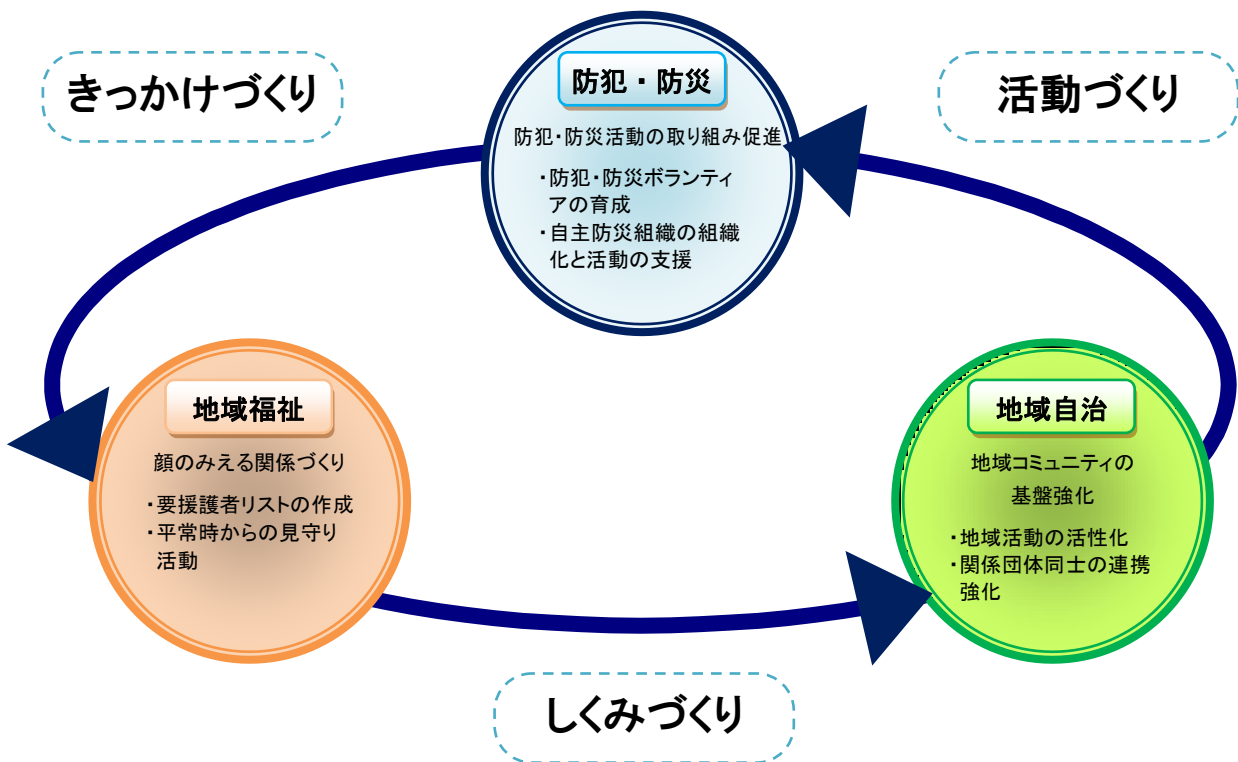 きっかけづくり
防犯・防災
活動づくり
防犯・防災活動の取り組み促進
・防犯・防災ボランティ
アの育成
・自主防災組織の組織
化と活動の支援
地域福祉
顔のみえる関係づくり
・要援護者リストの作成
・平常時からの見守り
活動
地域自治
地域コミュニティの
基盤強化
・地域活動の活性化
・関係団体同士の連携
強化
しくみづくり